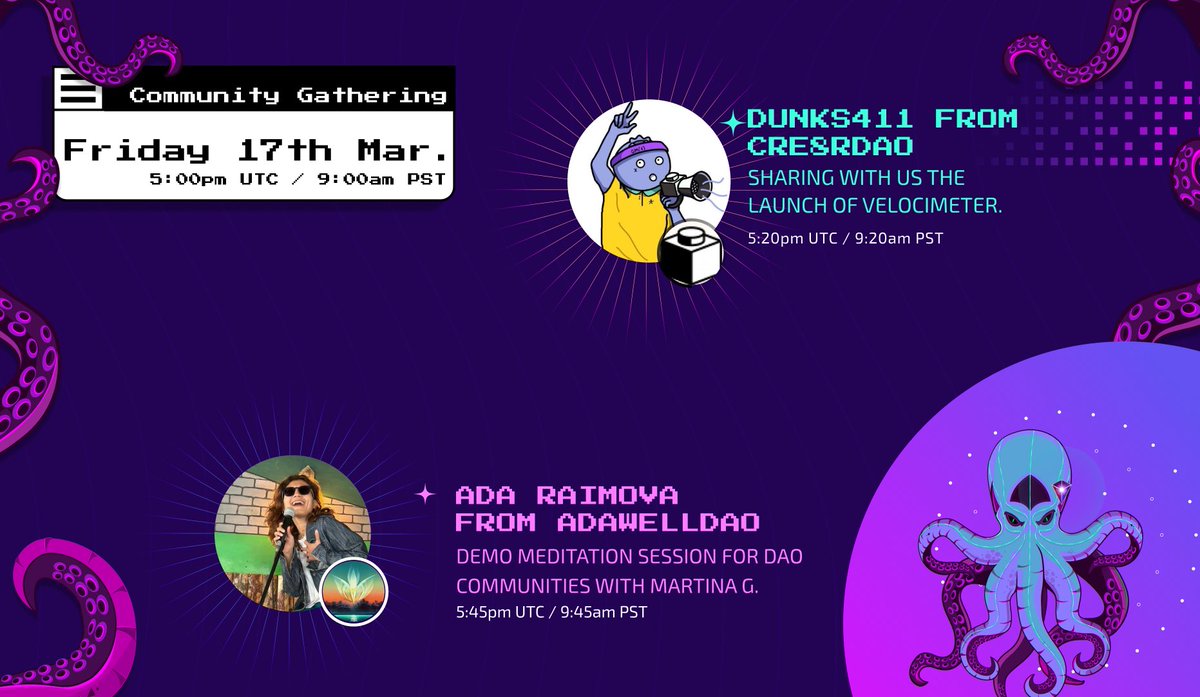 Community Gathering
Friday 17th Mar.
5:00pm UTC / 9:00am PST
DUNKS411 FROM
CRE8RDAO
SHARING WITH US THE
LAUNCH OF VELOCIMETER.
5:20pm UTC / 9:20am PST
ADA RAIMOVA
FROM ADAWELLDAO
DEMO MEDITATION SESSION FOR DAO
COMMUNITIES WITH MARTINA G.
5:45pm UTC / 9:45am PST